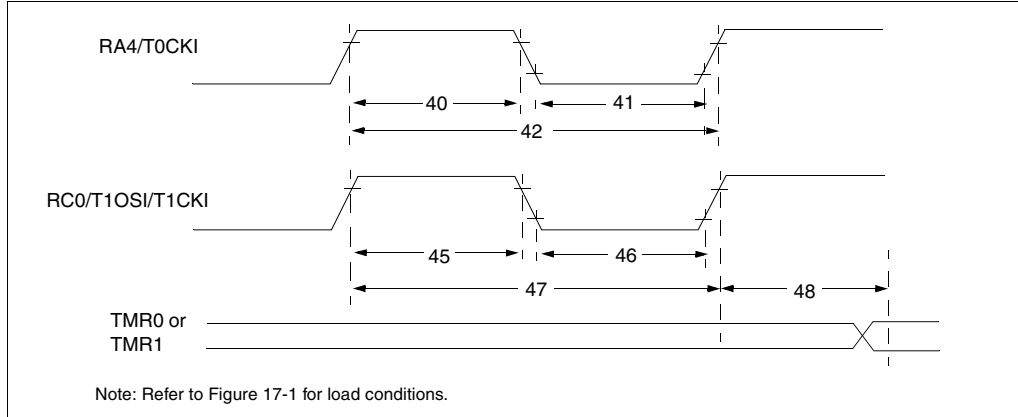 RA4/T0CKI
40
41
42
RC0/T1OSI/T1CKI
45
46
47
48
TMR0 or
TMR1
Note: Refer to Figure 17-1 for load conditions.